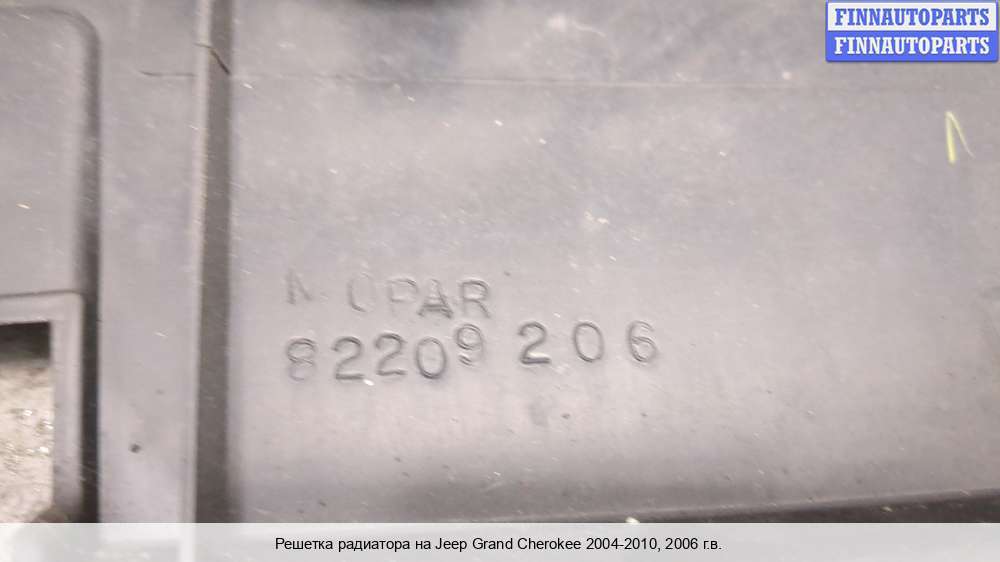 FINNAUTOPARTS
FINNAUTOPARTS
MOPAR
82209 206
Решетка радиатора на Jeep Grand Cherokee 2004-2010, 2006 г.в.